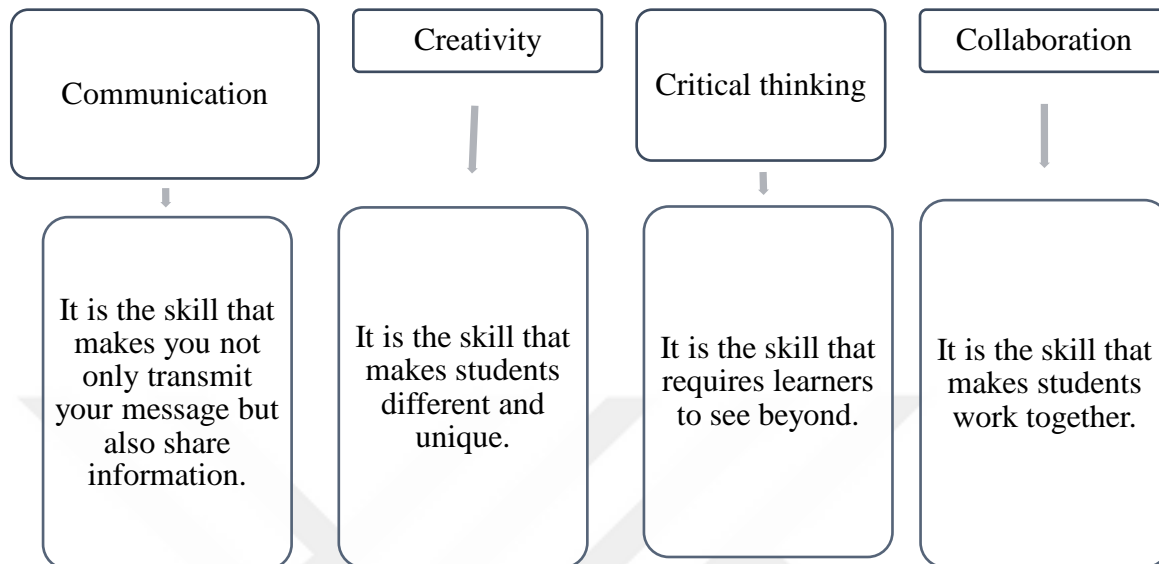 Communication
Creativity
Critical thinking
Collaboration
It is the skill that
makes you not
only transmit
your message but
also share
information.
It is the skill that
makes students
different and
unique.
It is the skill that
requires learners
to see beyond.
It is the skill that
makes students
work together.